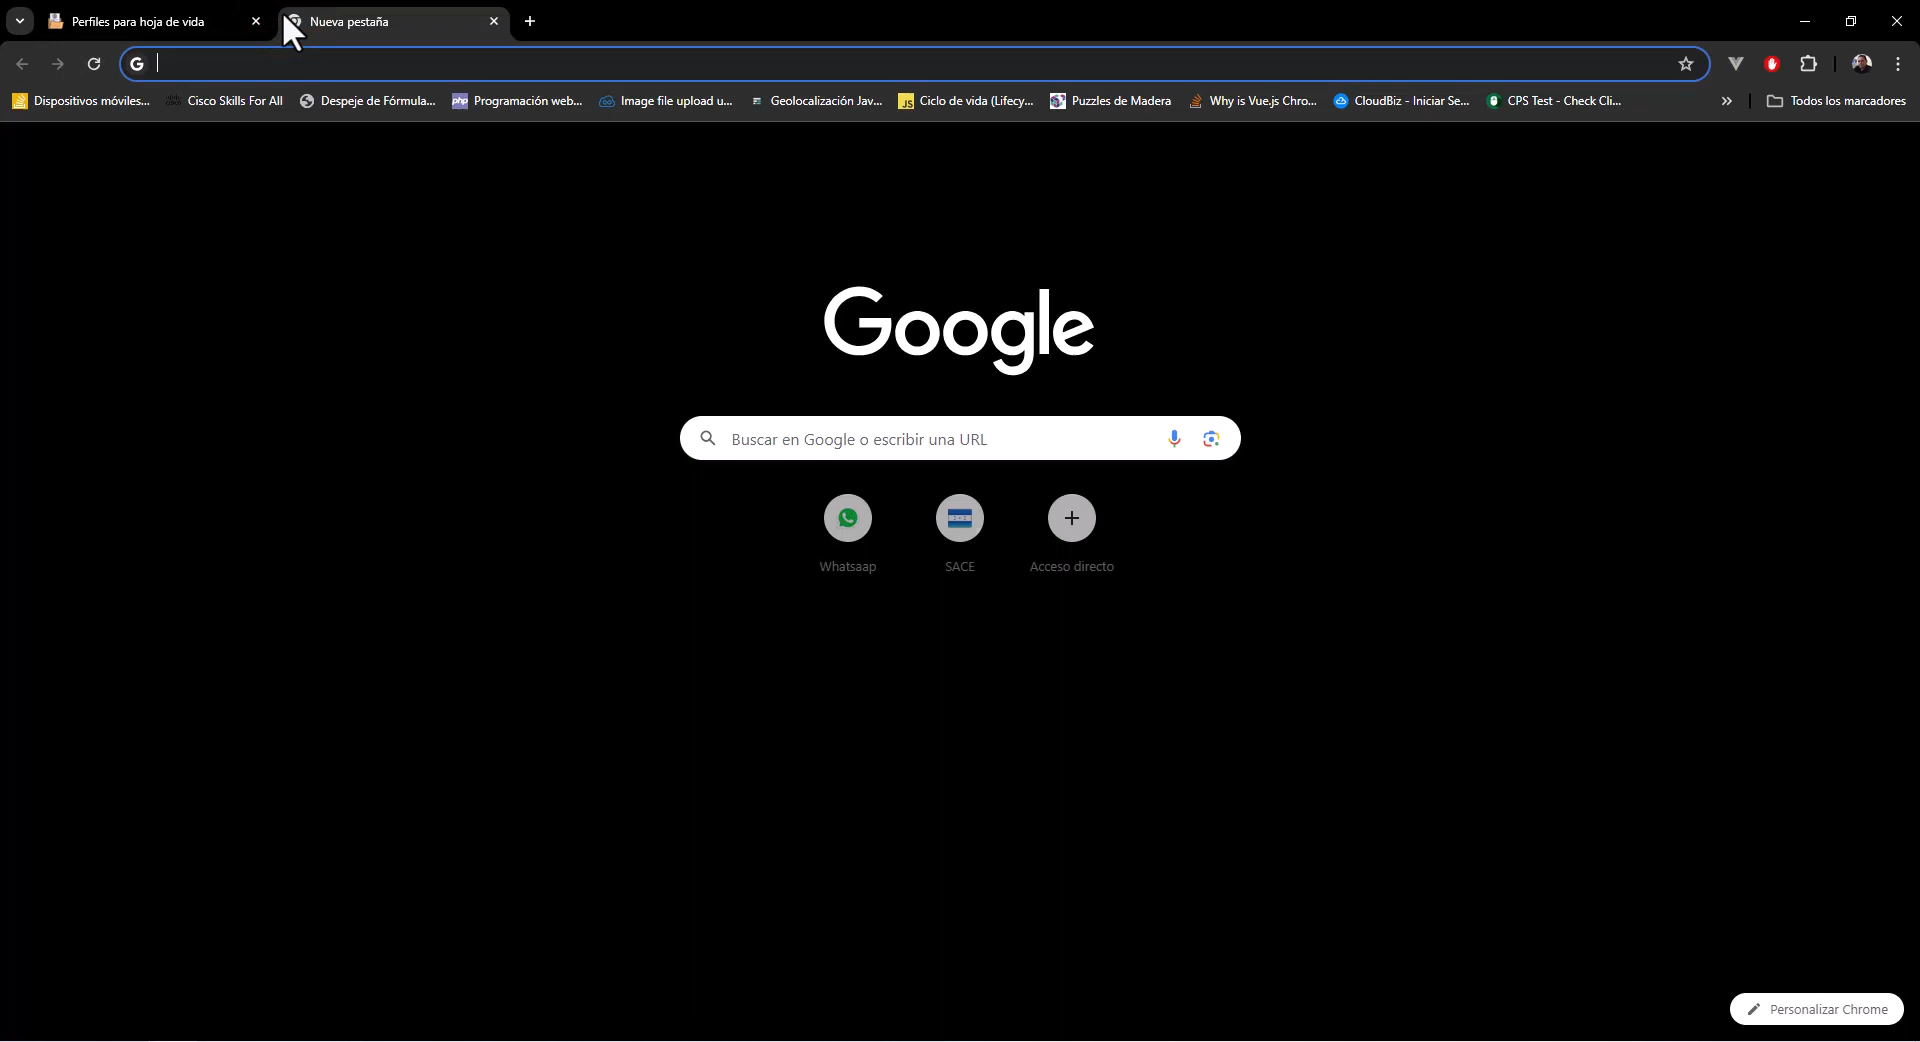 Perfiles para hoja de vida
Nueva pestaña
Dispositivos móviles...
Cisco Skills For All
Despeje de Fórmula...
php
Programación web...
Image file upload u...
Geolocalización Jav...
JS
Ciclo de vida (Lifecy...
Puzzles de Madera
Why is Vue.js Chro...
CloudBiz - Iniciar Se...
CPS Test - Check Cli...
Todos los marcadores
Google
Buscar en Google o escribir una URL
Whatsaap
SACE
Acceso directo
Personalizar Chrome